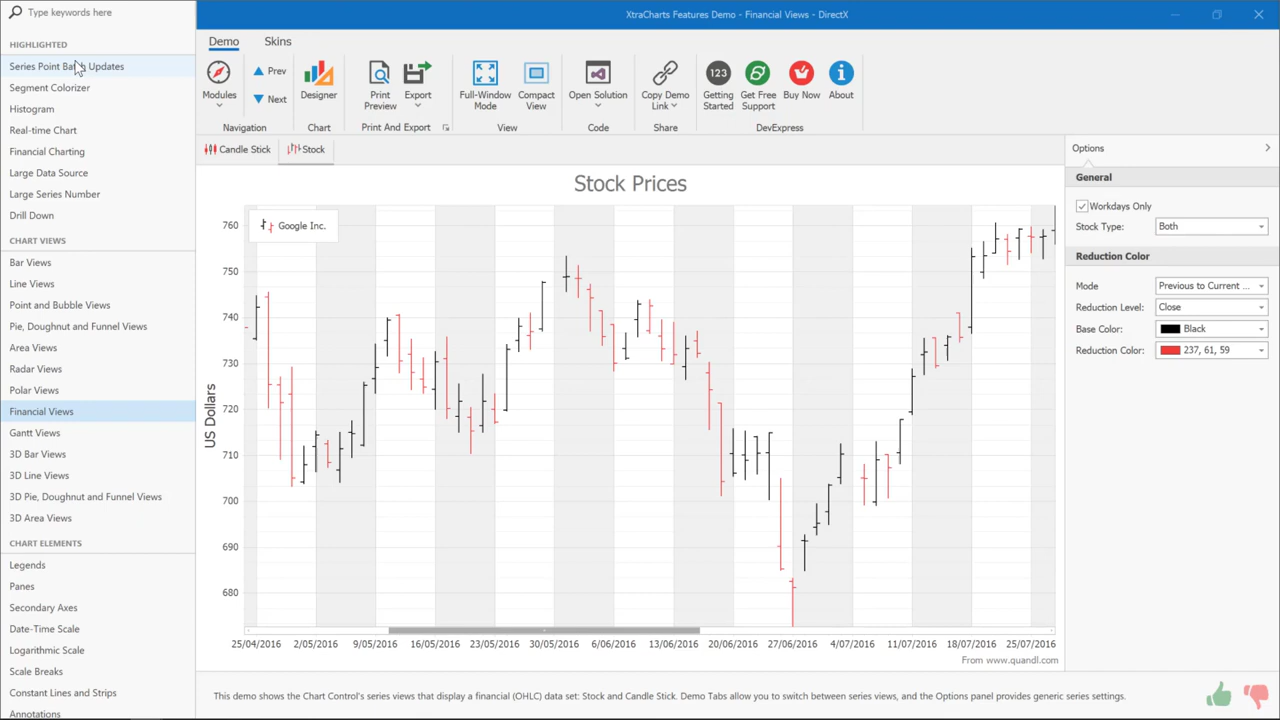 Type keywords here
XtraCharts Features Demo - Financial Views - DirectX
HIGHLIGHTED
Series Point Batch Updates
Segment Colorizer
Histogram
Real-time Chart
Financial Charting
Large Data Source
Large Series Number
Drill Down
CHART VIEWS
Bar Views
Line Views
Point and Bubble Views
Pie, Doughnut and Funnel Views
Area Views
Radar Views
Polar Views
Financial Views
Gantt Views
3D Bar Views
3D Line Views
3D Pie, Doughnut and Funnel Views
3D Area Views
CHART ELEMENTS
Legends
Panes
Secondary Axes
Date-Time Scale
Logarithmic Scale
Scale Breaks
Constant Lines and Strips
Annotations
Demo Skins
Modules
Prev
Next
Navigation
Designer
Chart
Print Preview
Export
Print And Export
Full-Window Mode
Compact View
View
Open Solution
Code
Copy Demo Link
Share
123
Getting Started
Get Free Support
Buy Now
About
DevExpress
Candle Stick Stock
Stock Prices
Google Inc.
US Dollars
760
750
740
730
720
710
700
690
680
25/04/2016 2/05/2016 9/05/2016 16/05/2016 23/05/2016 30/05/2016 6/06/2016 13/06/2016 20/06/2016 27/06/2016 4/07/2016 11/07/2016 18/07/2016 25/07/2016
From www.quandl.com
Options
General
Workdays Only
Stock Type: Both
Reduction Color
Mode Previous to Current ...
Reduction Level: Close
Base Color: Black
Reduction Color: 237, 61, 59
This demo shows the Chart Control's series views that display a financial (OHLC) data set: Stock and Candle Stick. Demo Tabs allow you to switch between series views, and the Options panel provides generic series settings.